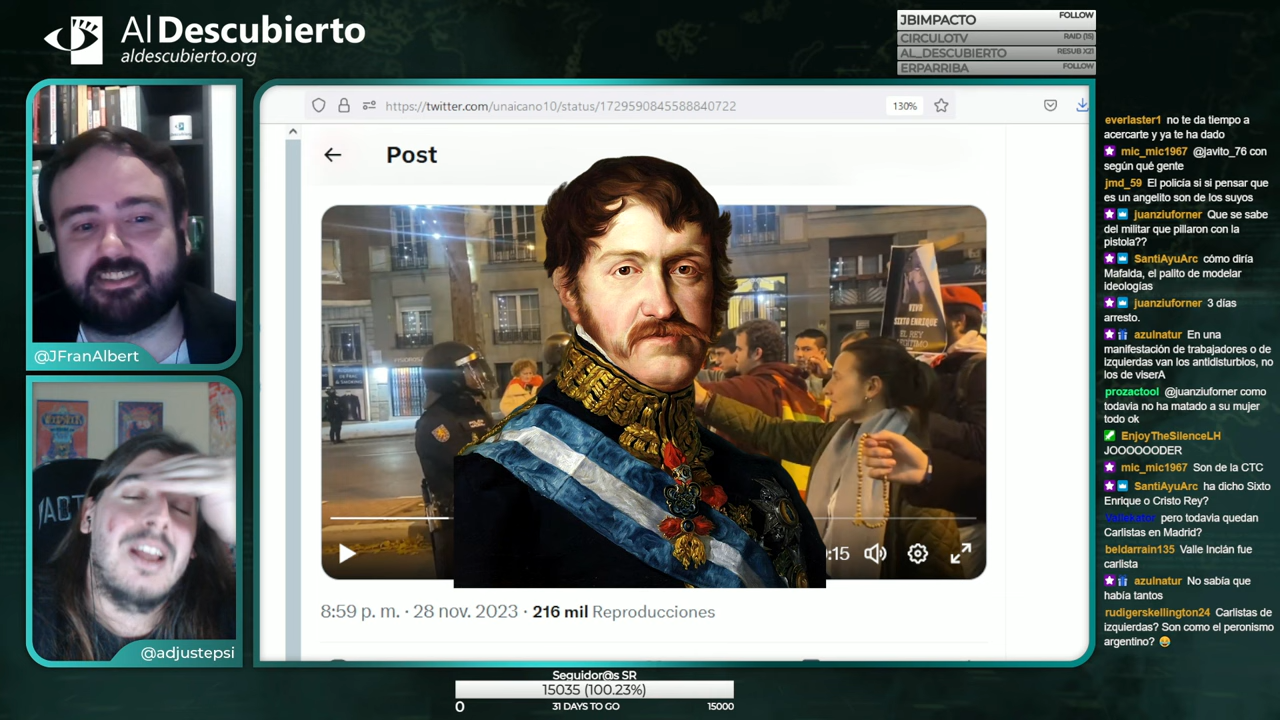 Al Descubierto
aldescubierto.org
JBIMPACTO FOLLOW
CIRCULOTV RAID (15)
AL_DESCUBIERTO RESUB X21
ERPARRIBA FOLLOW
https://twitter.com/unaicano10/status/1729590845588840722
130%
Post
VIVA
SIXTO ENRIQUE
EL REY
LEGÍTIMO
:15
8:59 p. m. · 28 nov. 2023 · 216 mil Reproducciones
@JFranAlbert
@adjustepsi
everlaster1 no te da tiempo a
acercarte y ya te ha dado
mic_mic1967 @javito_76 con
según qué gente
jmd_59 El policía si si pensar que
es un angelito son de los suyos
juanziuforner Que se sabe
del militar que pillaron con la
pistola??
SantiAyuArc cómo diría
Mafalda, el palito de modelar
ideologías
juanziuforner 3 días
arresto.
azulnatur En una
manifestación de trabajadores o de
izquierdas van los antidisturbios, no
los de viserA
prozactool @juanziuforner como
todavia no ha matado a su mujer
todo ok
EnjoyTheSilenceLH
JOOOOOODER
mic_mic1967 Son de la CTC
SantiAyuArc ha dicho Sixto
Enrique o Cristo Rey?
pero todavia quedan
Carlistas en Madrid?
beldarrain135 Valle Inclán fue
carlista
azulnatur No sabía que
había tantos
rudigerskellington24 Carlistas de
izquierdas? Son como el peronismo
argentino? 😅
Seguidor@s SR
15035 (100.23%)
0 31 DAYS TO GO 15000